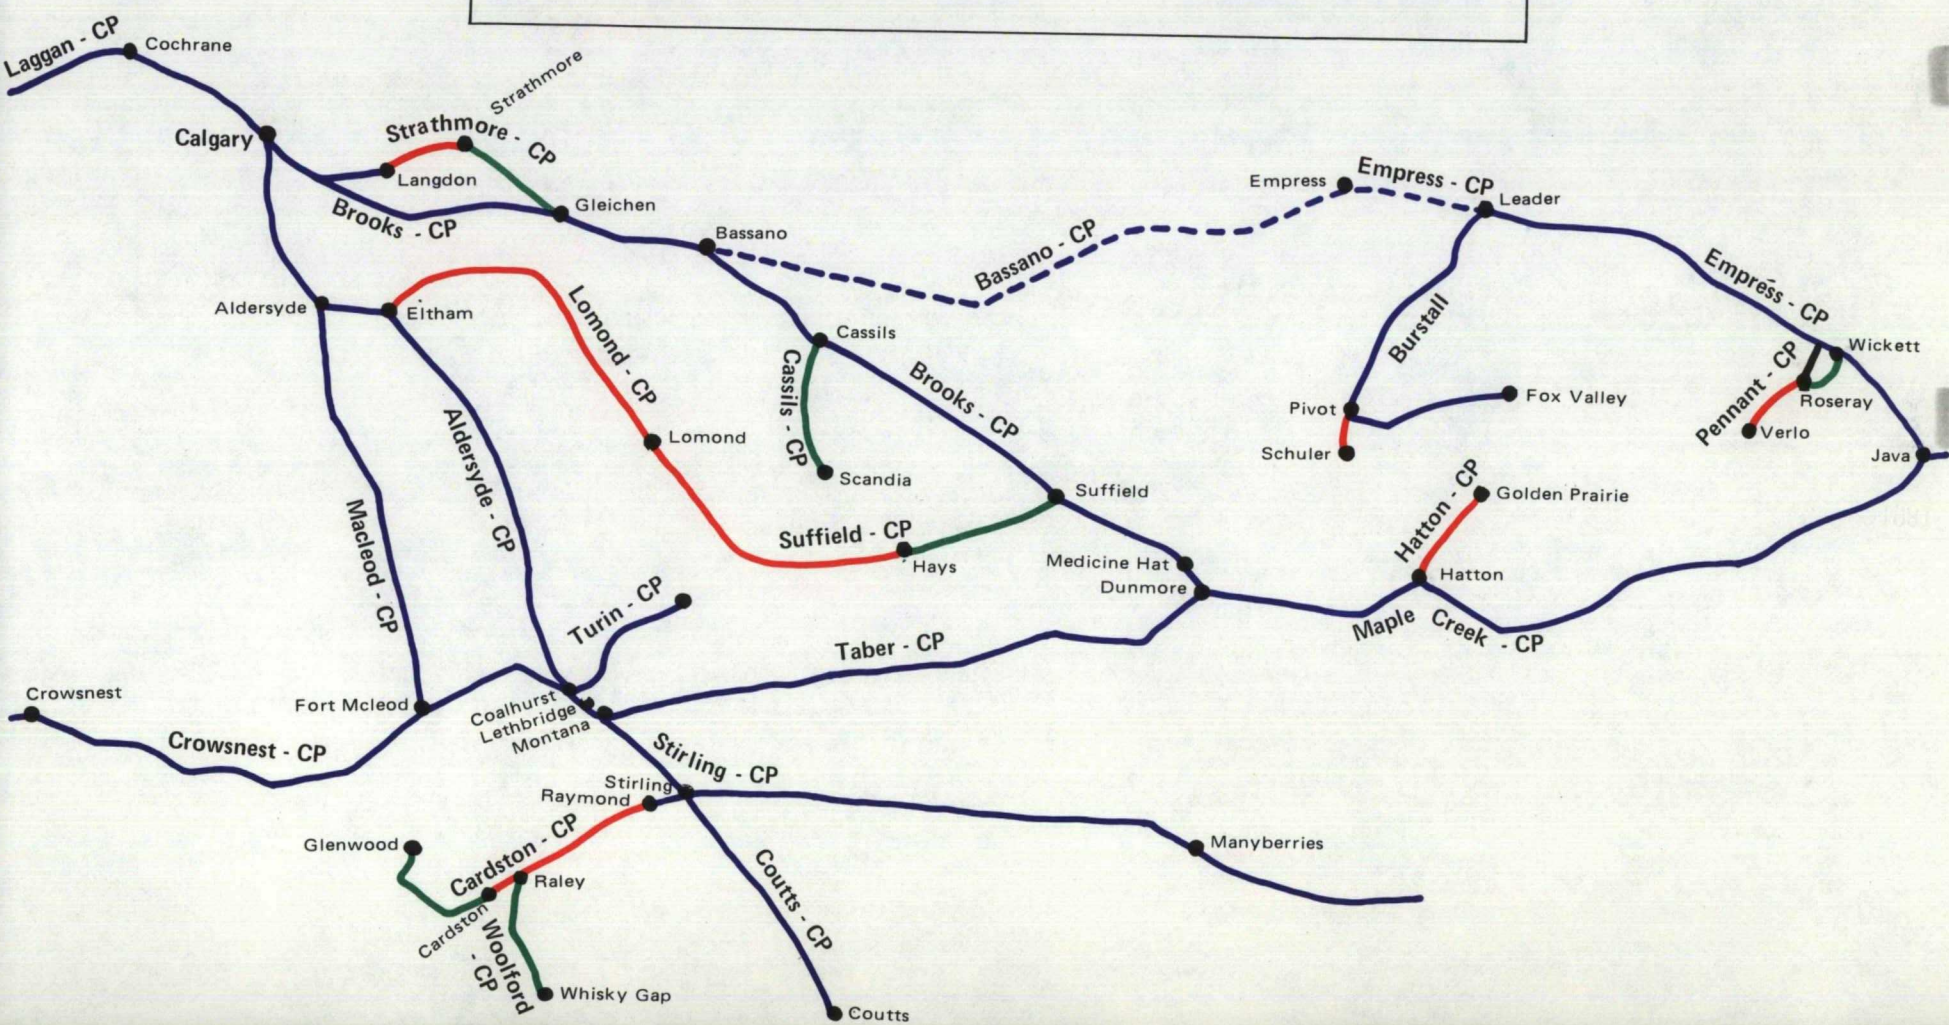 Laggan - CP
Cochrane
Strathmore
Calgary
Strathmore - CP
Langdon
Brooks - CP
Gleichen
Bassano
Bassano - CP
Empress
Empress - CP
Leader
Empress - CP
Aldersyde
Eltham
Lomond - CP
Cassils
Cassils - CP
Brooks - CP
Burstall
Wickett
Pennant - CP
Roseray
Verlo
Pivot
Fox Valley
Schuler
Java
Lomond
Scandia
Aldersyde - CP
Macleod - CP
Suffield
Suffield - CP
Hays
Hatton - CP
Golden Prairie
Hatton
Medicine Hat
Dunmore
Maple Creek - CP
Turin - CP
Taber - CP
Crowsnest
Crowsnest - CP
Fort Mcleod
Coalhurst
Lethbridge
Montana
Stirling - CP
Stirling
Raymond
Glenwood
Cardston - CP
Raley
Cardston
Woolford - CP
Whisky Gap
Coutts - CP
Manyberries
Coutts